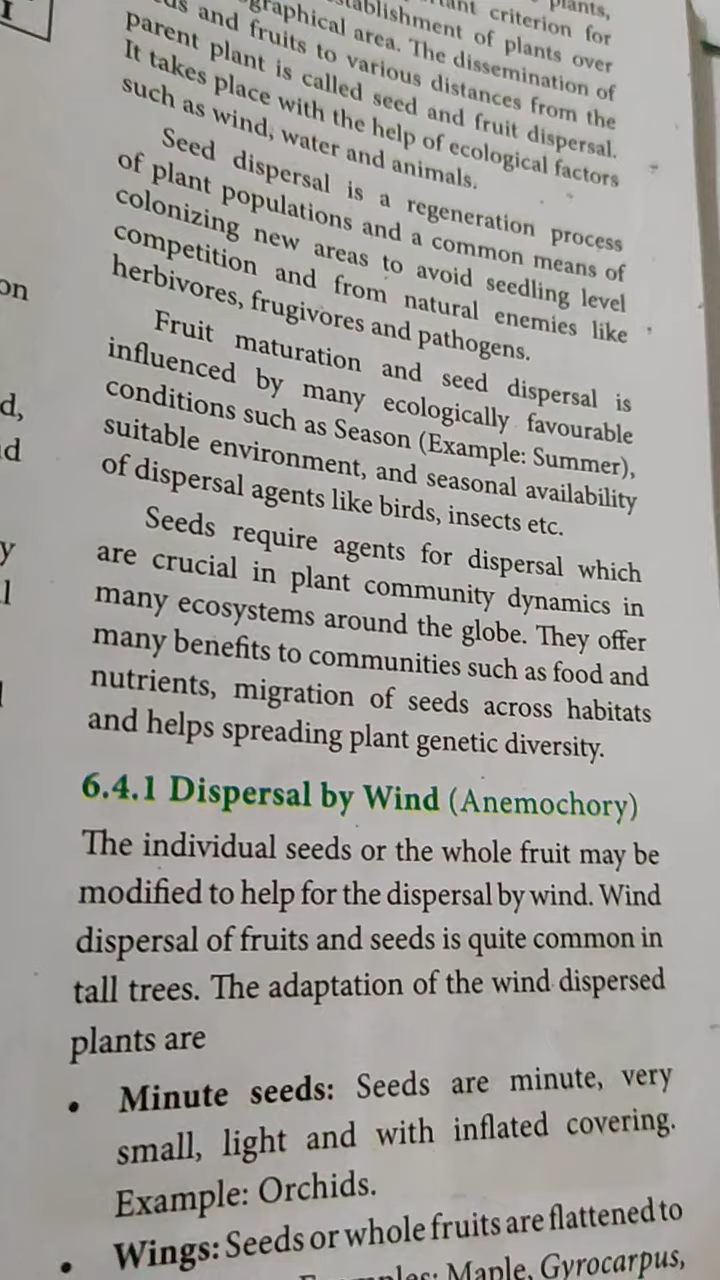 I
plants,
criterion for
establishment of plants over
graphical area. The dissemination of
and fruits to various distances from the
parent plant is called seed and fruit dispersal.
It takes place with the help of ecological factors
such as wind, water and animals.
Seed dispersal is a regeneration process
of plant populations and a common means of
colonizing new areas to avoid seedling level
competition and from natural enemies like
herbivores, frugivores and pathogens.
Fruit maturation and seed dispersal is
influenced by many ecologically favourable
conditions such as Season (Example: Summer),
suitable environment, and seasonal availability
of dispersal agents like birds, insects etc.
Seeds require agents for dispersal which
are crucial in plant community dynamics in
many ecosystems around the globe. They offer
many benefits to communities such as food and
nutrients, migration of seeds across habitats
and helps spreading plant genetic diversity.
6.4.1 Dispersal by Wind (Anemochory)
The individual seeds or the whole fruit may be
modified to help for the dispersal by wind. Wind
dispersal of fruits and seeds is quite common in
tall trees. The adaptation of the wind dispersed
plants are
• Minute seeds: Seeds are minute, very
small, light and with inflated covering.
Example: Orchids.
• Wings: Seeds or whole fruits are flattened to
Maple, Gyrocarpus,
on
d,
d
y
l